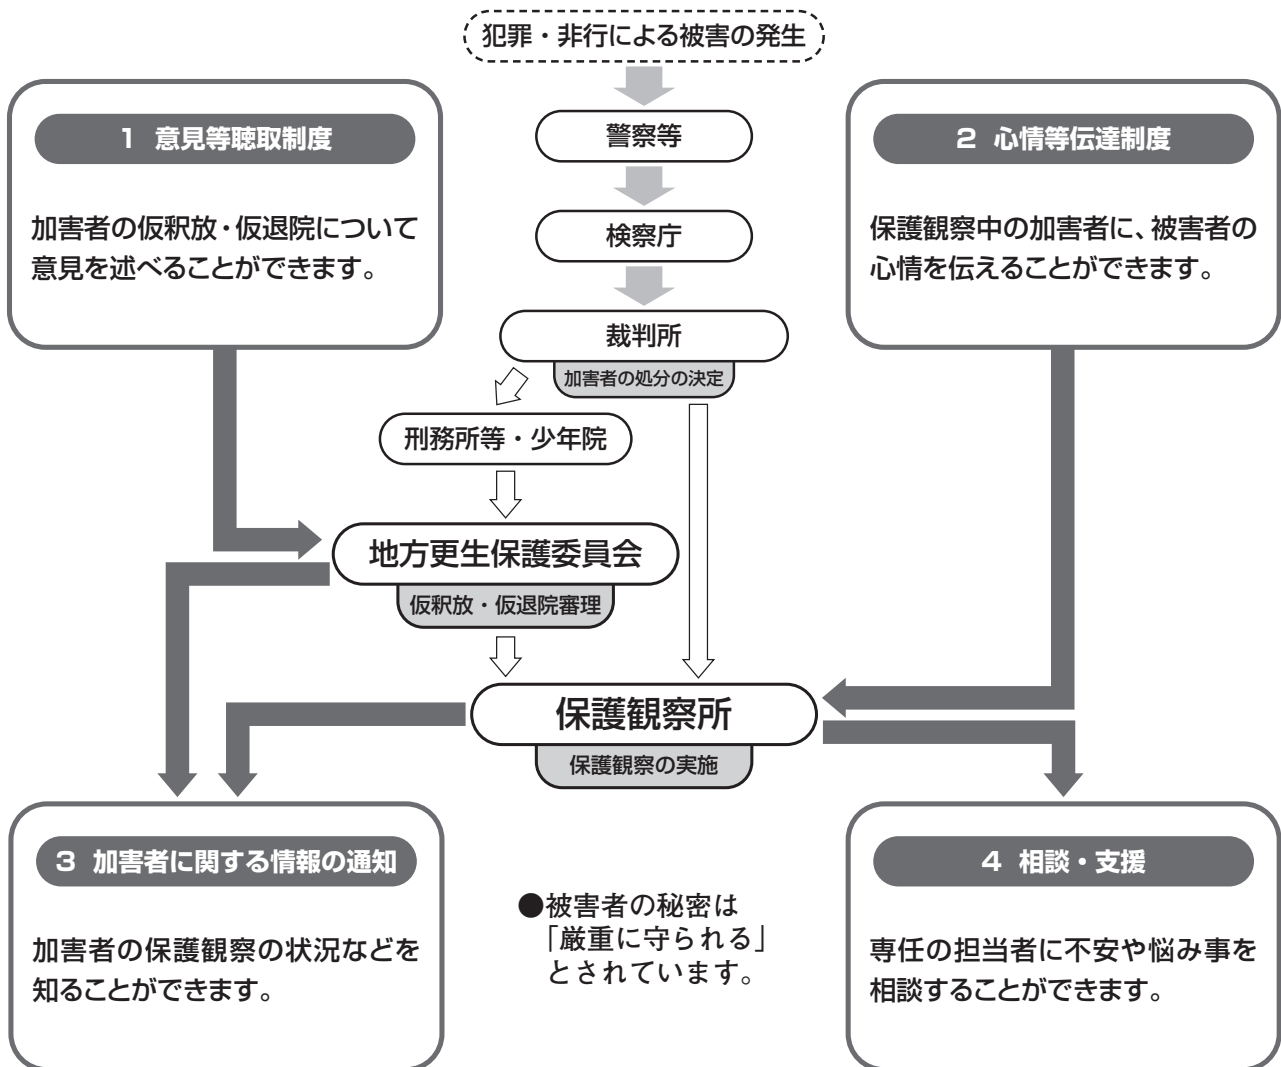 犯罪・非行による被害の発生
警察等
検察庁
裁判所
加害者の処分の決定
刑務所等・少年院
地方更生保護委員会
仮釈放・仮退院審理
保護観察所
保護観察の実施
1 意見等聴取制度
加害者の仮釈放・仮退院について
意見を述べることができます。
2 心情等伝達制度
保護観察中の加害者に、被害者の
心情を伝えることができます。
3 加害者に関する情報の通知
加害者の保護観察の状況などを
知ることができます。
●被害者の秘密は
「厳重に守られる」
とされています。
4 相談・支援
専任の担当者に不安や悩み事を
相談することができます。